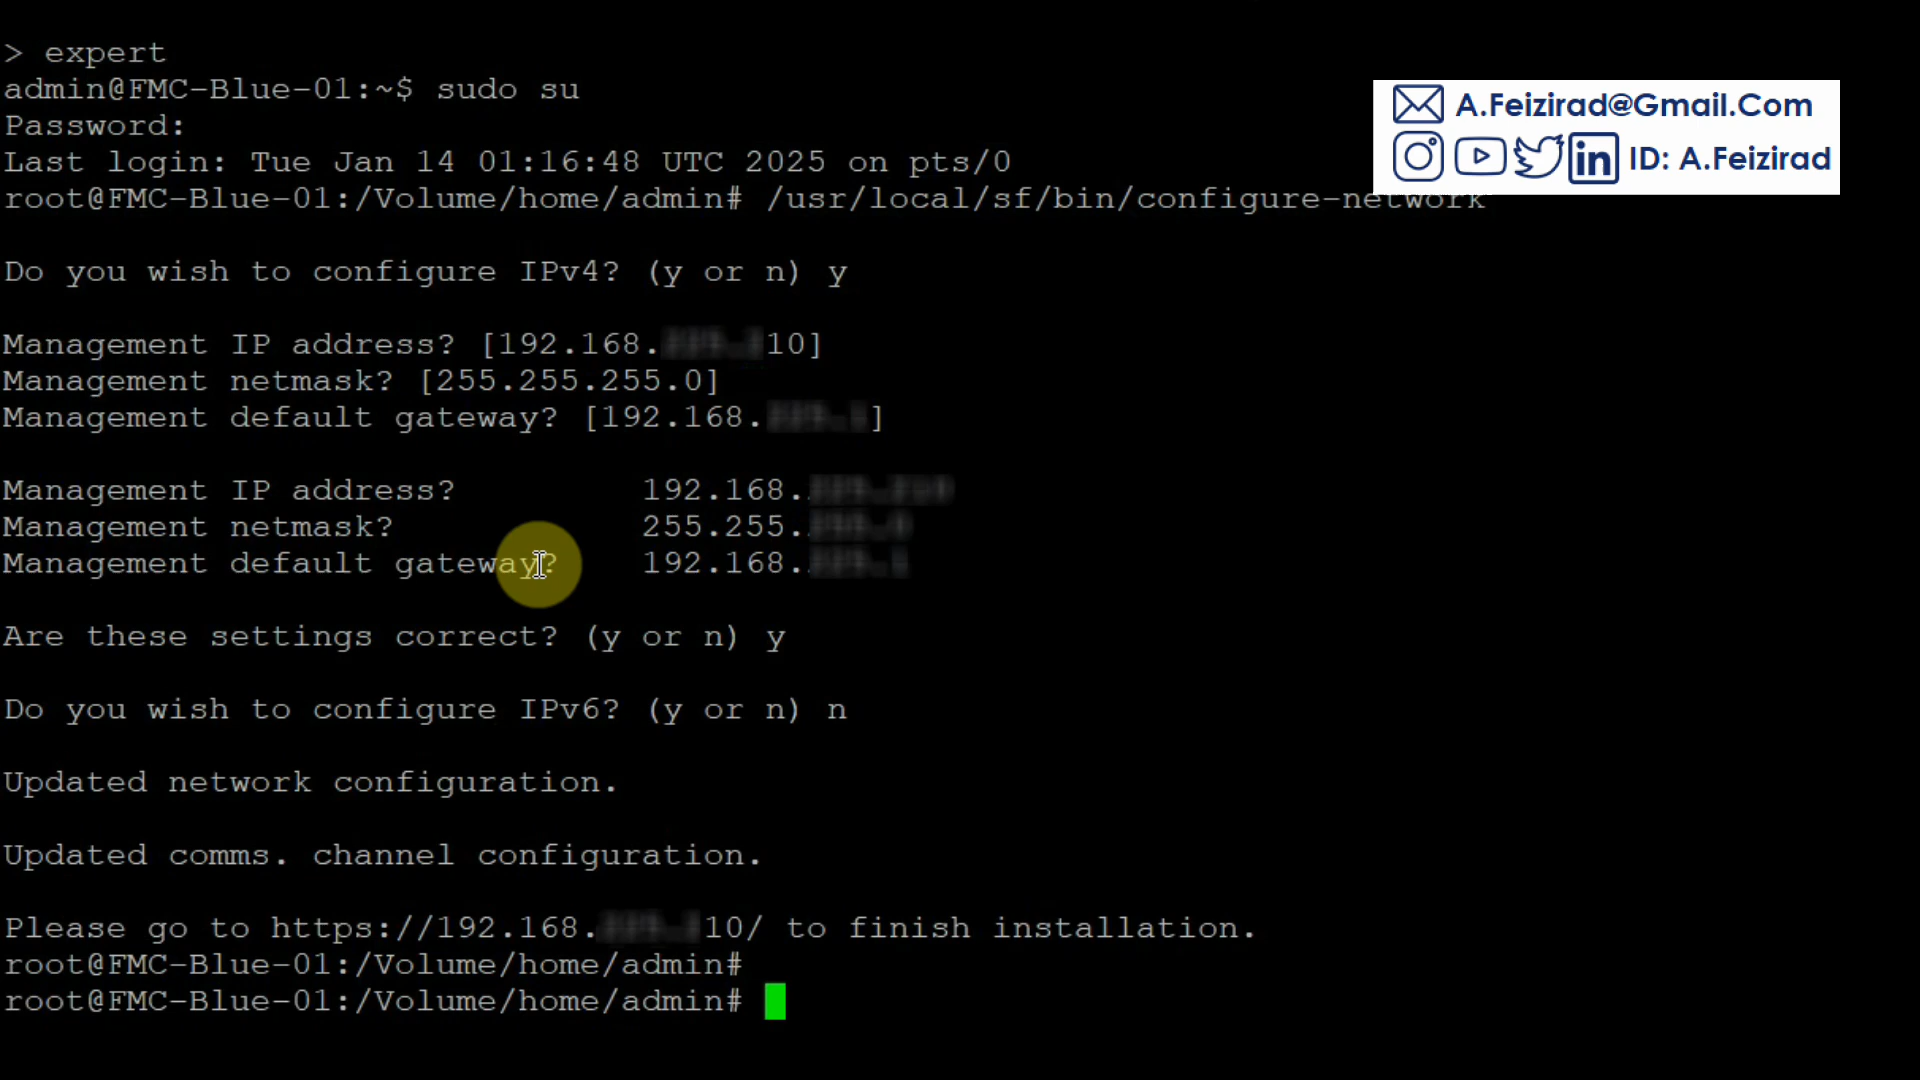 > expert
admin@FMC-Blue-01:~$ sudo su
Password:
Last login: Tue Jan 14 01:16:48 UTC 2025 on pts/0
root@FMC-Blue-01:/Volume/home/admin# /usr/local/sf/bin/configure-network
A.Feizirad@Gmail.Com
in ID: A.Feizirad
Do you wish to configure IPv4? (y or n) y
Management IP address? [192.168. 10]
Management netmask? [255.255.255.0]
Management default gateway? [192.168. ]
Management IP address? 192.168.
Management netmask? 255.255.
Management default gateway? 192.168.
Are these settings correct? (y or n) y
Do you wish to configure IPv6? (y or n) n
Updated network configuration.
Updated comms. channel configuration.
Please go to https://192.168. 10/ to finish installation.
root@FMC-Blue-01:/Volume/home/admin#
root@FMC-Blue-01:/Volume/home/admin#